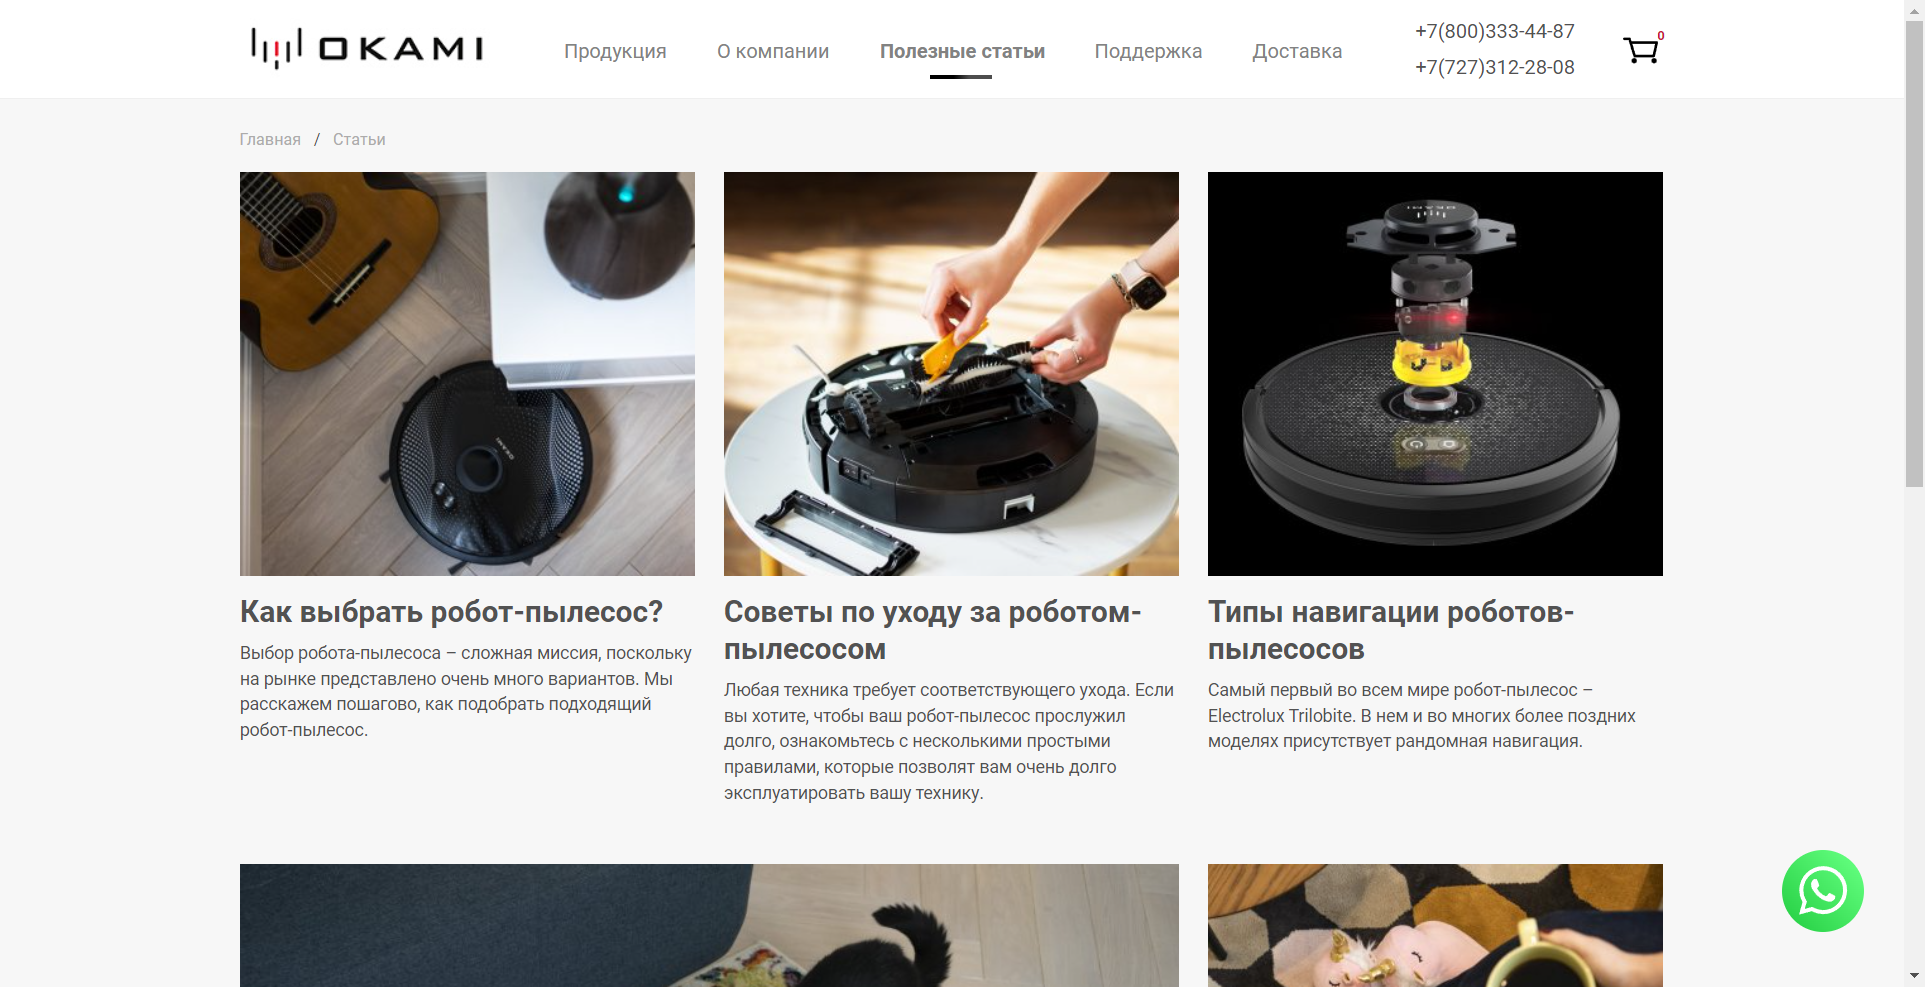 OKAMI
Продукция
О компании
Полезные статьи
Поддержка
Доставка
+7(800)333-44-87
+7(727)312-28-08
0
Главная / Статьи
OKAMI
OKAMI
Как выбрать робот-пылесос?
Выбор робота-пылесоса – сложная миссия, поскольку
на рынке представлено очень много вариантов. Мы
расскажем пошагово, как подобрать подходящий
робот-пылесос.
Советы по уходу за роботом-
пылесосом
Любая техника требует соответствующего ухода. Если
вы хотите, чтобы ваш робот-пылесос прослужил
долго, ознакомьтесь с несколькими простыми
правилами, которые позволят вам очень долго
эксплуатировать вашу технику.
Типы навигации роботов-
пылесосов
Самый первый во всем мире робот-пылесос –
Electrolux Trilobite. В нем и во многих более поздних
моделях присутствует рандомная навигация.